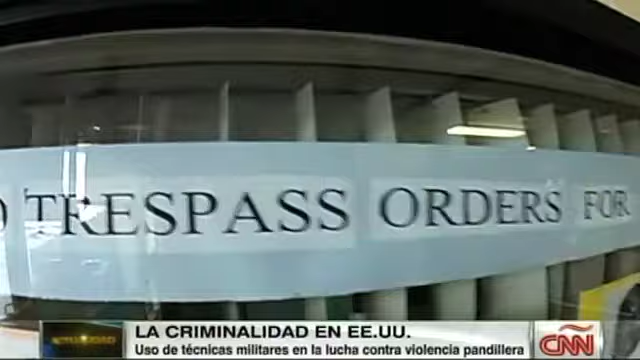 TRESPASS ORDERS FOR
LA CRIMINALIDAD EN EE.UU.
Uso de técnicas militares en la lucha contra violencia pandillera
CNN